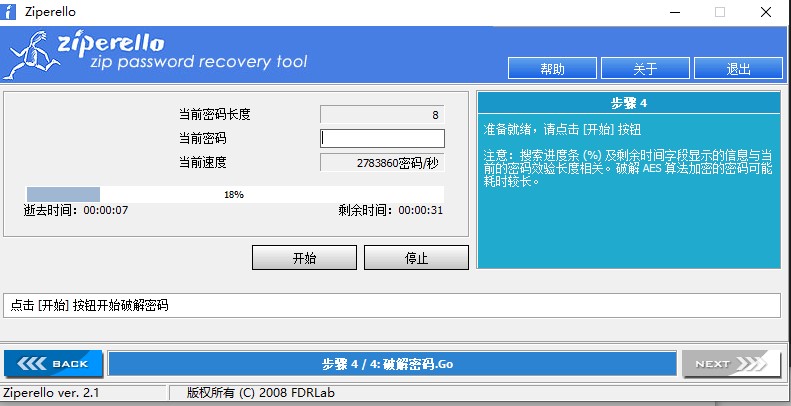 Ziperello
ziperello
zip password recovery tool
帮助
关于
退出
当前密码长度
8
当前密码
当前速度
2783860密码/秒
18%
逝去时间: 00:00:07
剩余时间: 00:00:31
开始
停止
步骤 4
准备就绪，请点击 [开始] 按钮
注意：搜索进度条 (%) 及剩余时间字段显示的信息与当
前的密码效验长度相关。破解 AES 算法加密的密码可能
耗时较长。
点击 [开始] 按钮开始破解密码
BACK
步骤 4 / 4: 破解密码.Go
NEXT
Ziperello ver. 2.1
版权所有 (C) 2008 FDRLab